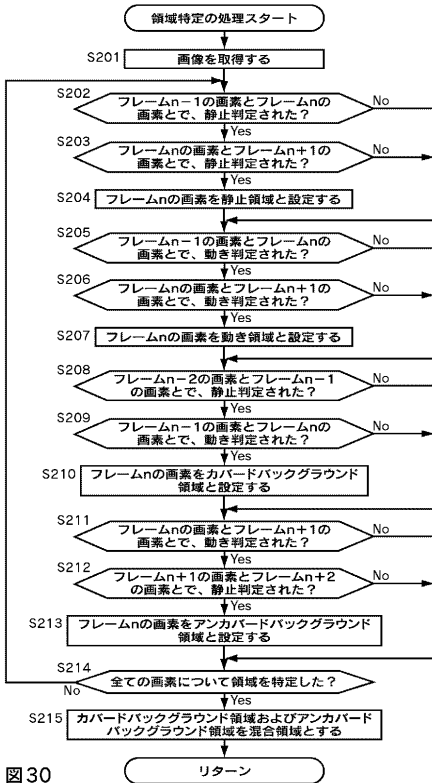 領域特定の処理スタート
S201
画像を取得する
S202
フレームn−1の画素とフレームnの
画素とで、静止判定された？
No
Yes
S203
フレームnの画素とフレームn+1の
画素とで、静止判定された？
No
Yes
S204
フレームnの画素を静止領域と設定する
S205
フレームn−1の画素とフレームnの
画素とで、動き判定された？
No
Yes
S206
フレームnの画素とフレームn+1の
画素とで、動き判定された？
No
Yes
S207
フレームnの画素を動き領域と設定する
S208
フレームn−2の画素とフレームn−1
の画素とで、静止判定された？
No
Yes
S209
フレームn−1の画素とフレームnの
画素とで、動き判定された？
No
Yes
S210
フレームnの画素をカバードバックグラウンド
領域と設定する
S211
フレームnの画素とフレームn+1の
画素とで、動き判定された？
No
Yes
S212
フレームn+1の画素とフレームn+2
の画素とで、静止判定された？
No
Yes
S213
フレームnの画素をアンカバードバックグラウンド
領域と設定する
S214
全ての画素について領域を特定した？
No
Yes
S215
カバードバックグラウンド領域およびアンカバード
バックグラウンド領域を混合領域とする
リターン
図30